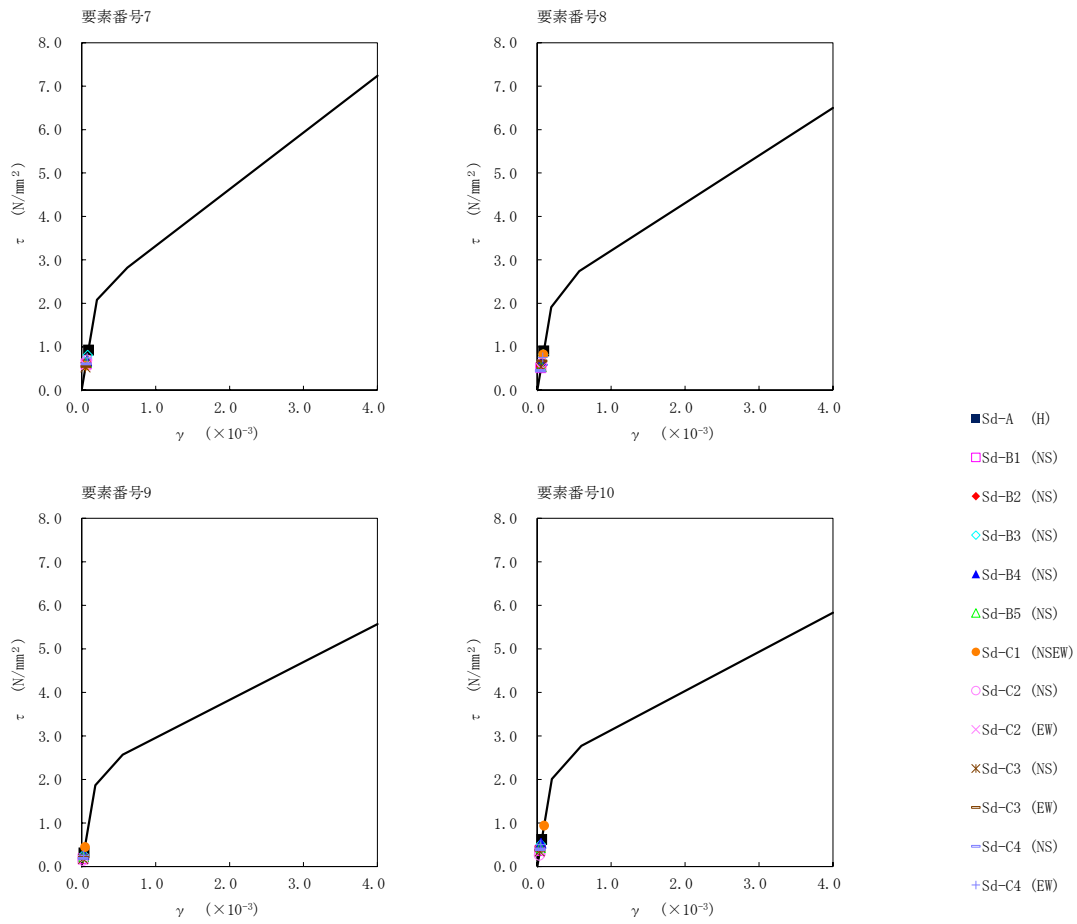 要素番号7
8.0
7.0
6.0
5.0
4.0
3.0
2.0
1.0
0.0
τ (N/mm²)
0.0 1.0 2.0 3.0 4.0
γ (×10⁻³)
要素番号8
8.0
7.0
6.0
5.0
4.0
3.0
2.0
1.0
0.0
τ (N/mm²)
0.0 1.0 2.0 3.0 4.0
γ (×10⁻³)
要素番号9
8.0
7.0
6.0
5.0
4.0
3.0
2.0
1.0
0.0
τ (N/mm²)
0.0 1.0 2.0 3.0 4.0
γ (×10⁻³)
要素番号10
8.0
7.0
6.0
5.0
4.0
3.0
2.0
1.0
0.0
τ (N/mm²)
0.0 1.0 2.0 3.0 4.0
γ (×10⁻³)
Sd-A (H)
Sd-B1 (NS)
Sd-B2 (NS)
Sd-B3 (NS)
Sd-B4 (NS)
Sd-B5 (NS)
Sd-C1 (NSEW)
Sd-C2 (NS)
Sd-C2 (EW)
Sd-C3 (NS)
Sd-C3 (EW)
Sd-C4 (NS)
Sd-C4 (EW)